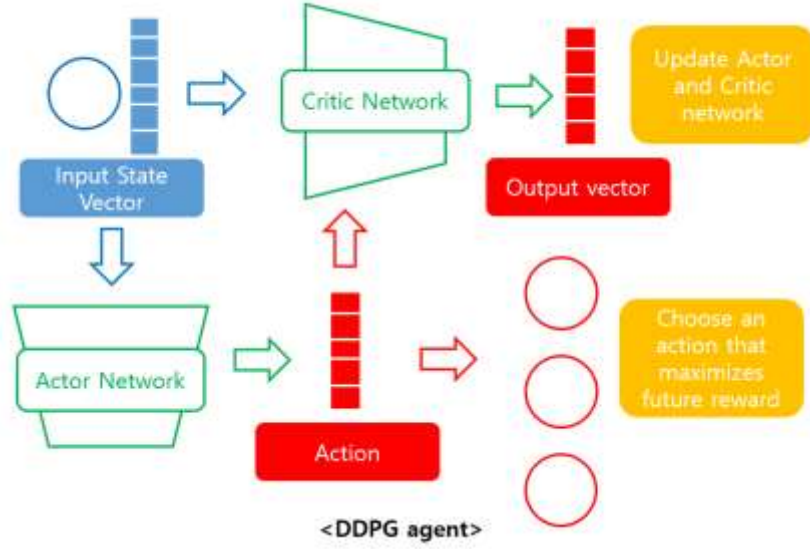 Critic Network
Update Actor
and Critic
network
Input State
Vector
Output vector
Actor Network
Choose an
action that
maximizes
future reward
Action
<DDPG agent>